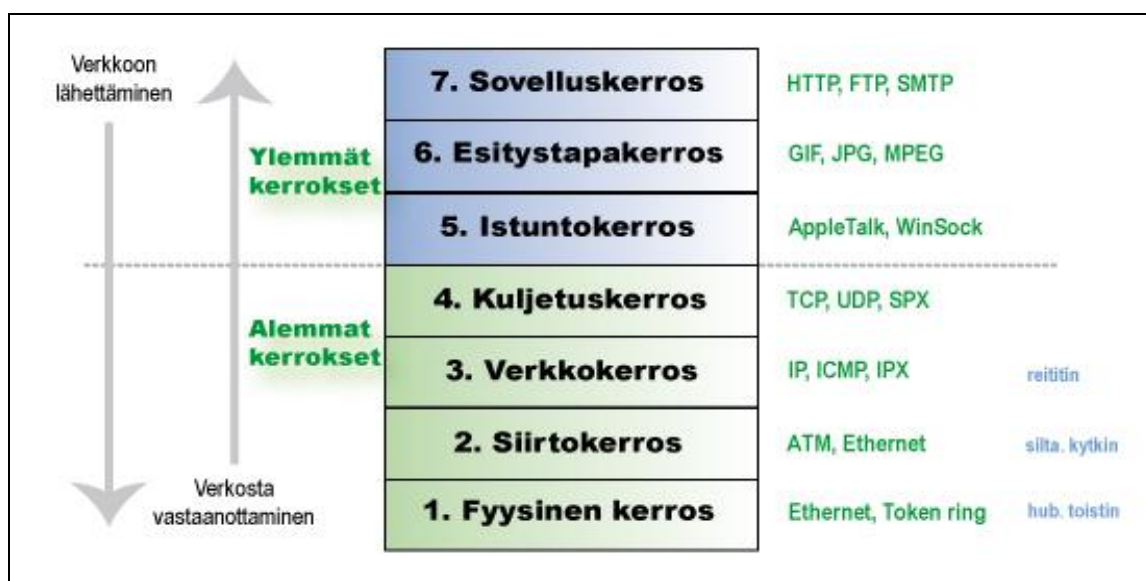 Verkkoon
lähettäminen
7. Sovelluskerros
HTTP, FTP, SMTP
Ylemmät
kerrokset
6. Esitystapakerros
GIF, JPG, MPEG
5. Istuntokerros
AppleTalk, WinSock
Alemmat
kerrokset
4. Kuljetuskerros
TCP, UDP, SPX
3. Verkkokerros
IP, ICMP, IPX
reititin
2. Siirtokerros
ATM, Ethernet
silta. kytkin
Verkosta
vastaanottaminen
1. Fyysinen kerros
Ethernet, Token ring
hub. toistin